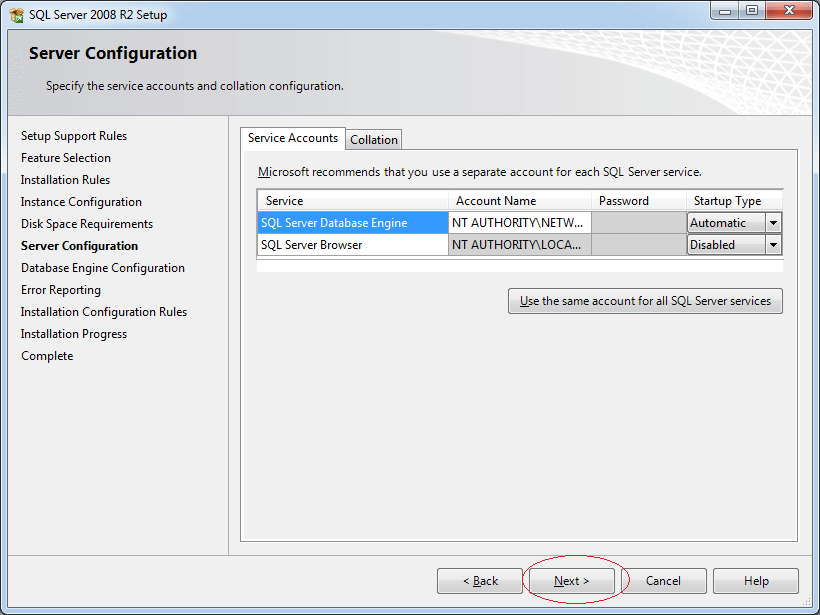 SQL Server 2008 R2 Setup
Server Configuration
Specify the service accounts and collation configuration.
Setup Support Rules
Feature Selection
Installation Rules
Instance Configuration
Disk Space Requirements
Server Configuration
Database Engine Configuration
Error Reporting
Installation Configuration Rules
Installation Progress
Complete
Service Accounts Collation
Microsoft recommends that you use a separate account for each SQL Server service.
Service Account Name Password Startup Type
SQL Server Database Engine NT AUTHORITY\NETW... Automatic
SQL Server Browser NT AUTHORITY\LOCA... Disabled
Use the same account for all SQL Server services
< Back Next > Cancel Help